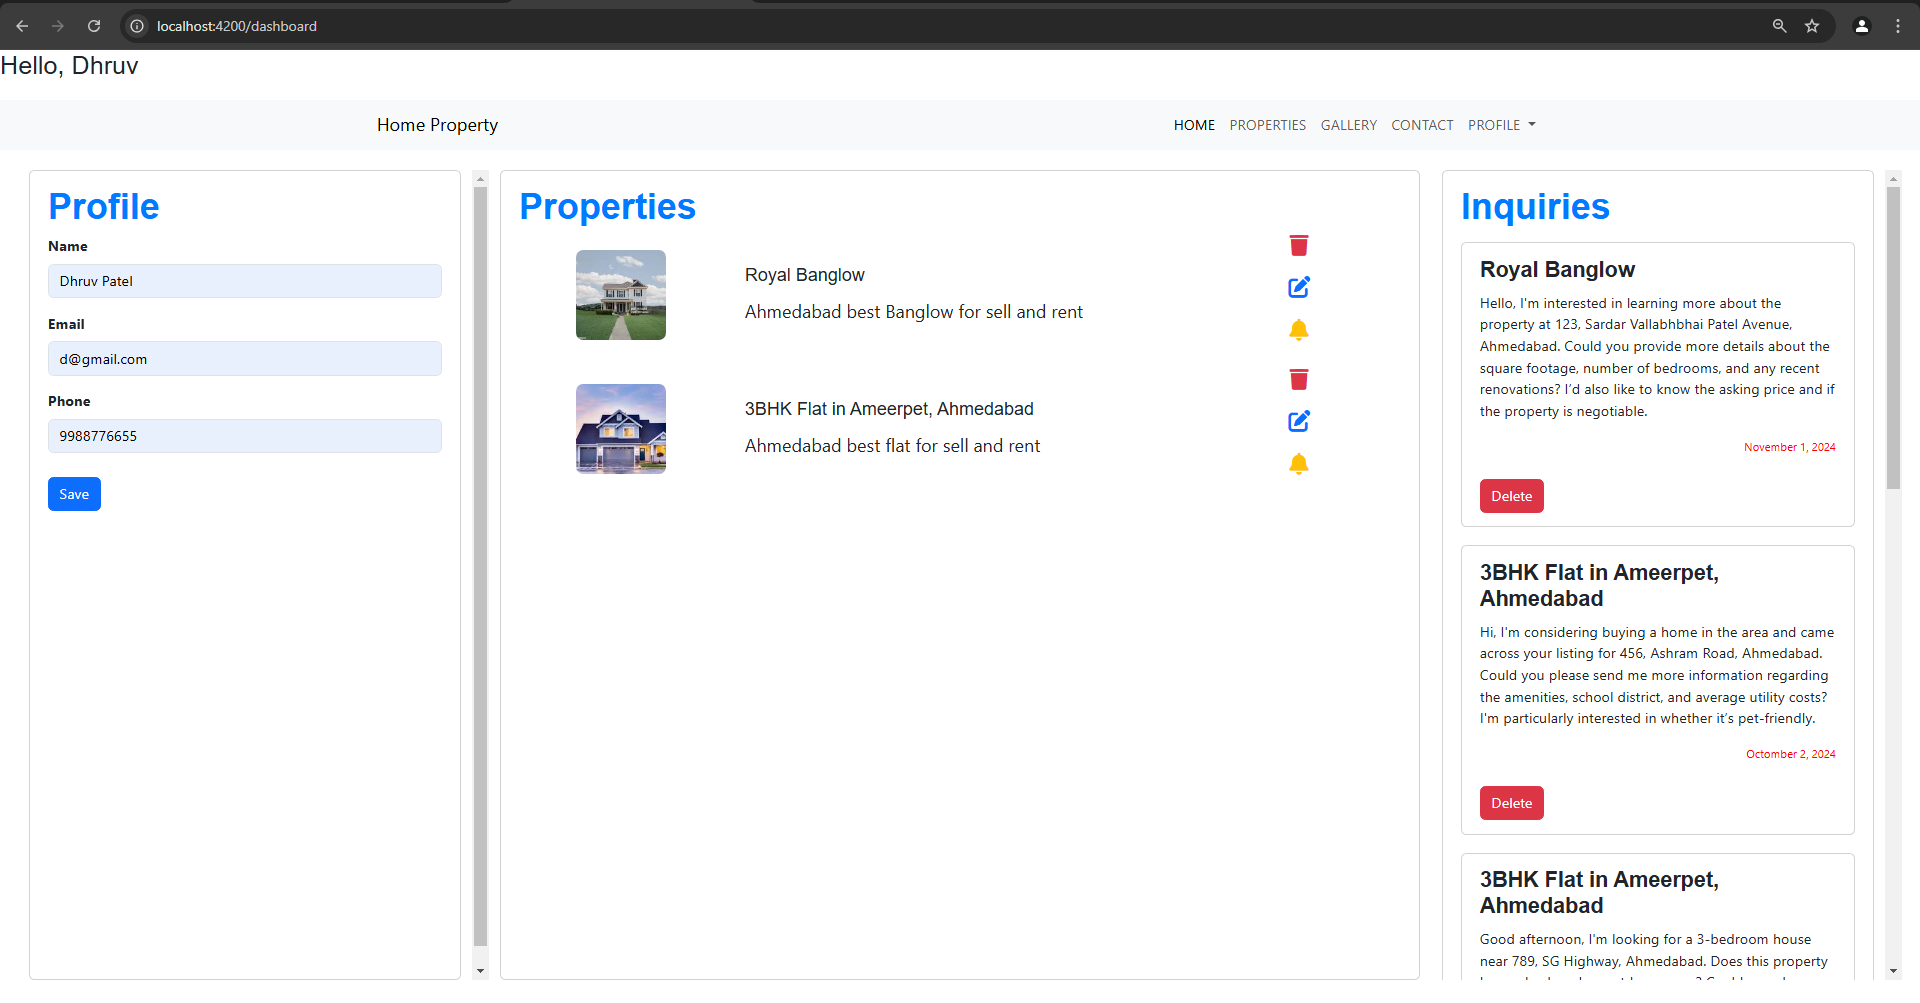 localhost:4200/dashboard
Hello, Dhruv
Home Property
HOME PROPERTIES GALLERY CONTACT PROFILE
Profile
Name
Dhruv Patel
Email
d@gmail.com
Phone
9988776655
Save
Properties
Royal Banglow
Ahmedabad best Banglow for sell and rent
3BHK Flat in Ameerpet, Ahmedabad
Ahmedabad best flat for sell and rent
Inquiries
Royal Banglow
Hello, I'm interested in learning more about the
property at 123, Sardar Vallabhbhai Patel Avenue,
Ahmedabad. Could you provide more details about the
square footage, number of bedrooms, and any recent
renovations? I’d also like to know the asking price and if
the property is negotiable.
November 1, 2024
Delete
3BHK Flat in Ameerpet,
Ahmedabad
Hi, I'm considering buying a home in the area and came
across your listing for 456, Ashram Road, Ahmedabad.
Could you please send me more information regarding
the amenities, school district, and average utility costs?
I'm particularly interested in whether it’s pet-friendly.
Octomber 2, 2024
Delete
3BHK Flat in Ameerpet,
Ahmedabad
Good afternoon, I'm looking for a 3-bedroom house
near 789, SG Highway, Ahmedabad. Does this property